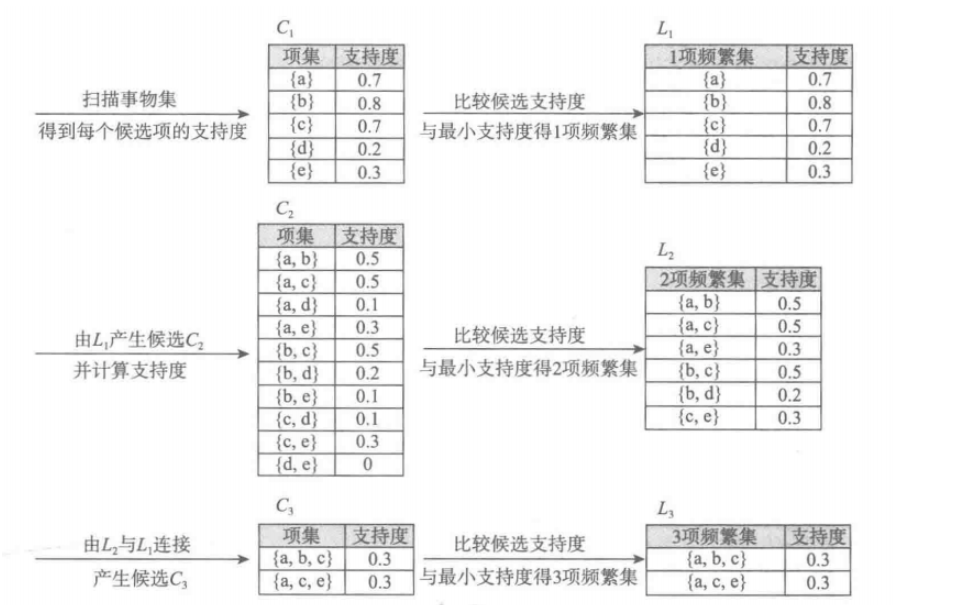 C₁
项集 支持度
{a} 0.7
{b} 0.8
{c} 0.7
{d} 0.2
{e} 0.3
扫描事物集
得到每个候选项的支持度
比较候选支持度
与最小支持度得1项频繁集
L₁
1项频繁集 支持度
{a} 0.7
{b} 0.8
{c} 0.7
{d} 0.2
{e} 0.3
C₂
项集 支持度
{a, b} 0.5
{a, c} 0.5
{a, d} 0.1
{a, e} 0.3
{b, c} 0.5
{b, d} 0.2
{b, e} 0.1
{c, d} 0.1
{c, e} 0.3
{d, e} 0
由L₁产生候选C₂
并计算支持度
比较候选支持度
与最小支持度得2项频繁集
L₂
2项频繁集 支持度
{a, b} 0.5
{a, c} 0.5
{a, e} 0.3
{b, c} 0.5
{b, d} 0.2
{c, e} 0.3
C₃
项集 支持度
{a, b, c} 0.3
{a, c, e} 0.3
由L₂与L₁连接
产生候选C₃
比较候选支持度
与最小支持度得3项频繁集
L₃
3项频繁集 支持度
{a, b, c} 0.3
{a, c, e} 0.3